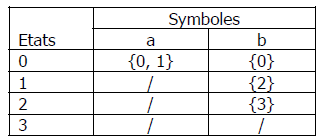 Symboles
Etats a b
0 {0, 1} {0}
1 / {2}
2 / {3}
3 / /